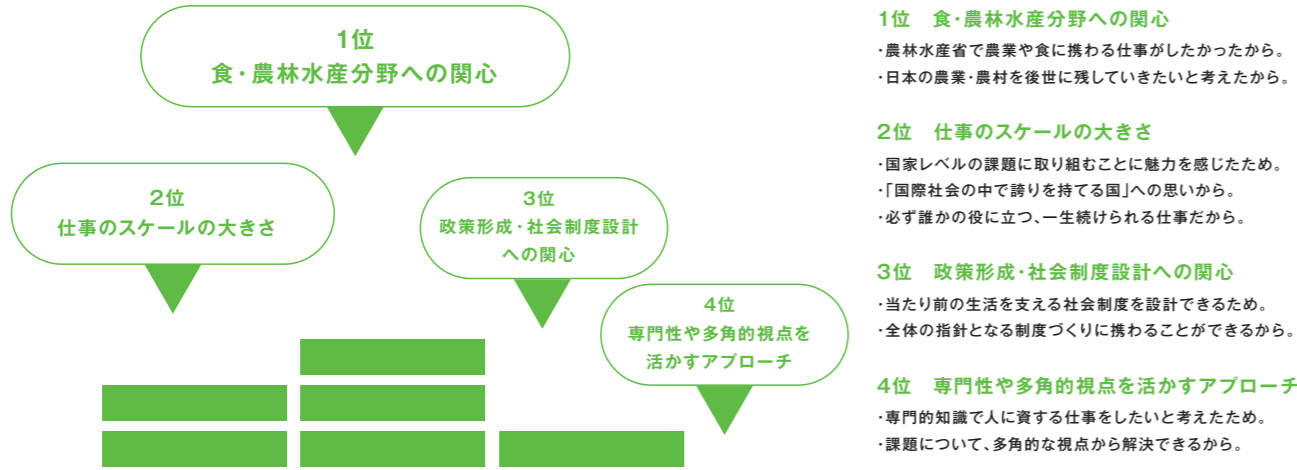 1位
食・農林水産分野への関心
2位
仕事のスケールの大きさ
3位
政策形成・社会制度設計
への関心
4位
専門性や多角的視点を
活かすアプローチ
1位　食・農林水産分野への関心
・農林水産省で農業や食に携わる仕事がしたかったから。
・日本の農業・農村を後世に残していきたいと考えたから。
2位　仕事のスケールの大きさ
・国家レベルの課題に取り組むことに魅力を感じたため。
・「国際社会の中で誇りを持てる国」への思いから。
・必ず誰かの役に立つ、一生続けられる仕事だから。
3位　政策形成・社会制度設計への関心
・当たり前の生活を支える社会制度を設計できるため。
・全体の指針となる制度づくりに携わることができるから。
4位　専門性や多角的視点を活かすアプローチ
・専門的知識で人に資する仕事をしたいと考えたため。
・課題について、多角的な視点から解決できるから。